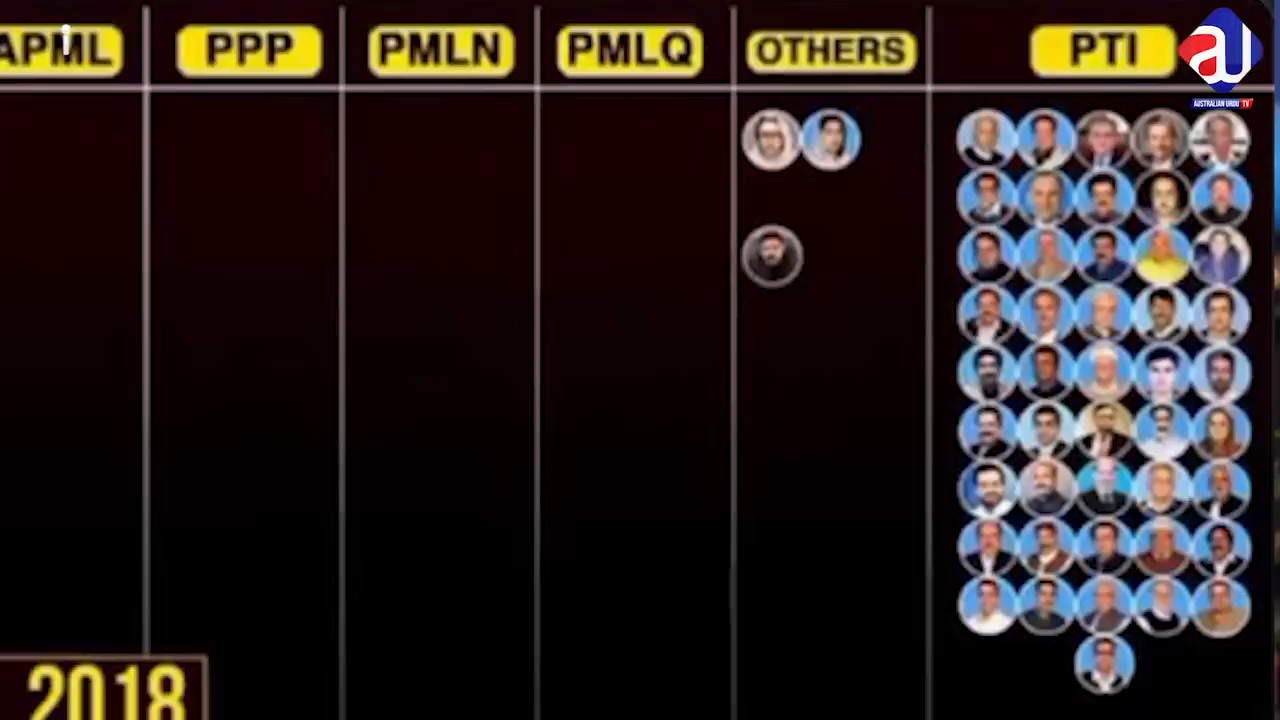 APML
PPP
PMLN
PMLQ
OTHERS
PTI
AUSTRALIAN URDU TV
2018